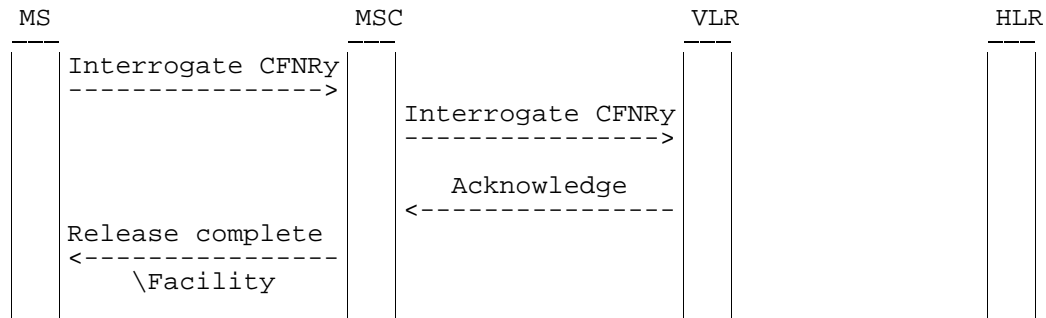 MS MSC VLR HLR
Interrogate CFNRy
---------------->
Interrogate CFNRy
---------------->
Acknowledge
<----------------
Release complete
<----------------
\Facility